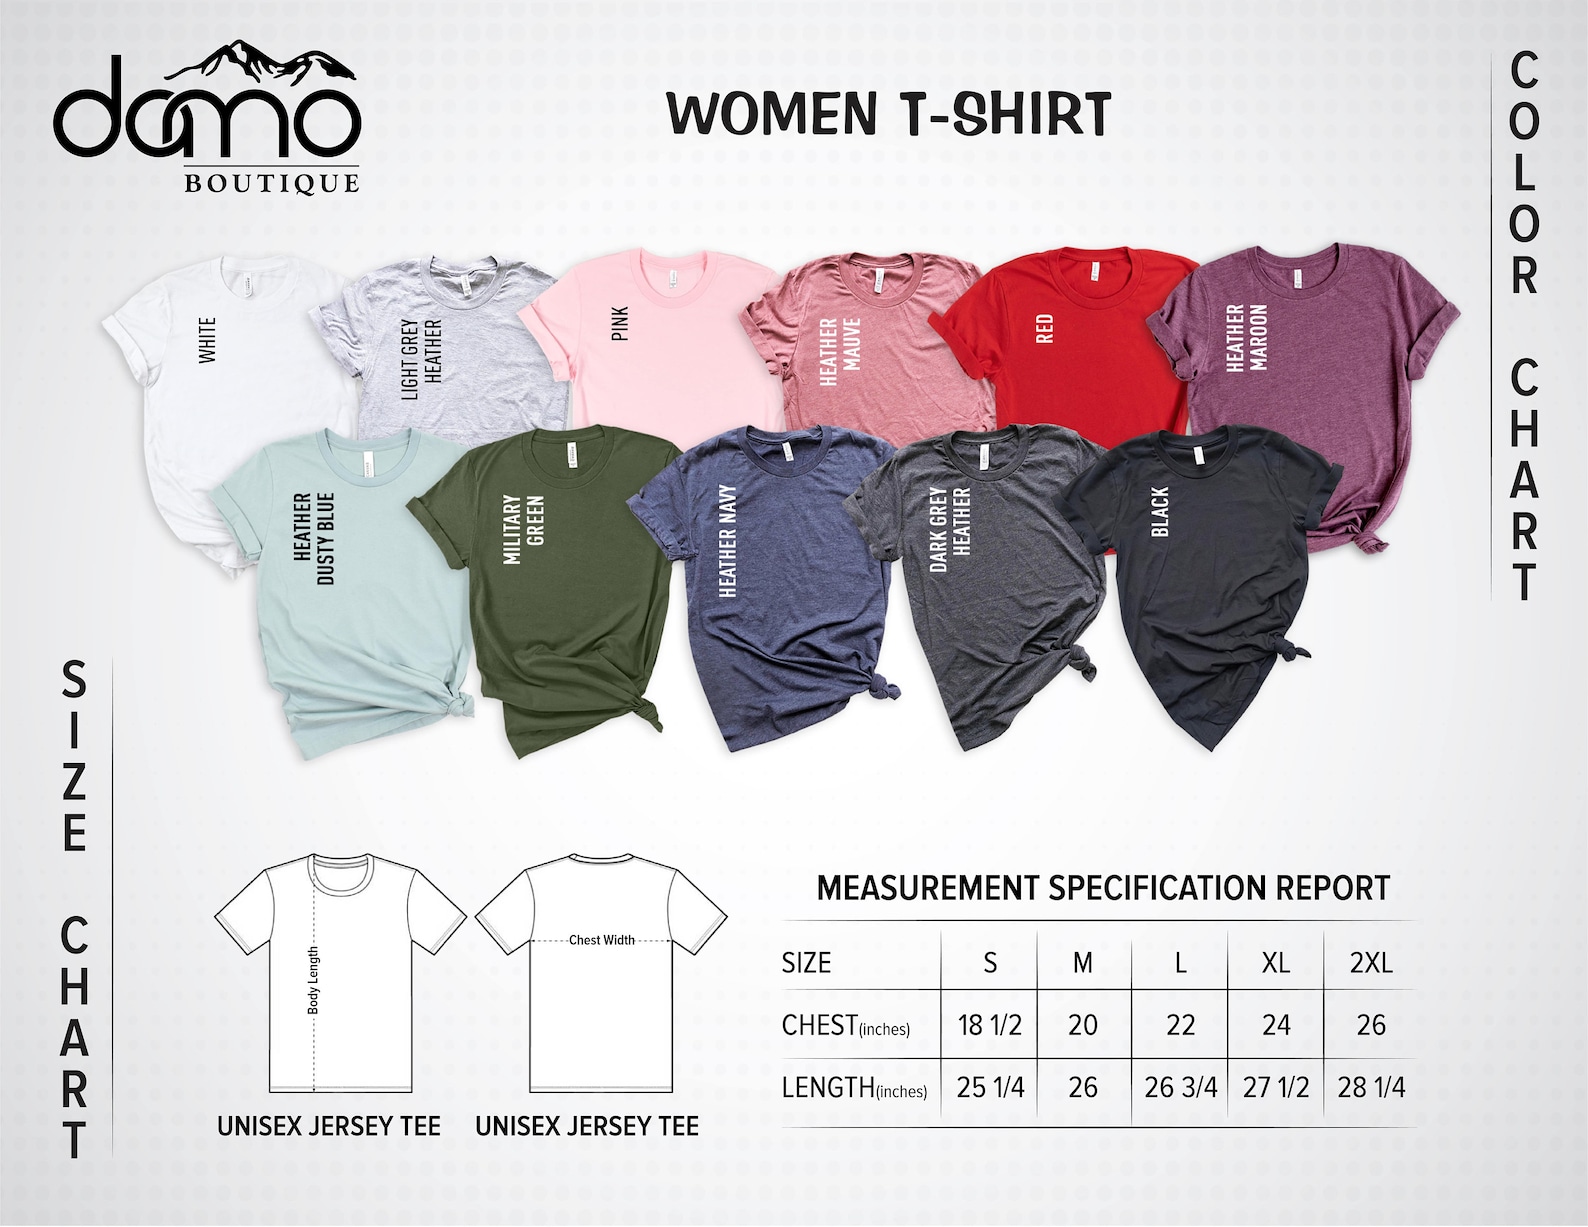 damo
BOUTIQUE
WOMEN T-SHIRT
COLOR CHART
WHITE
LIGHT GREY
HEATHER
PINK
HEATHER
MAUVE
RED
HEATHER
MAROON
HEATHER
DUSTY BLUE
MILITARY
GREEN
HEATHER NAVY
DARK GREY
HEATHER
BLACK
SIZE CHART
Body Length
UNISEX JERSEY TEE
Chest Width
UNISEX JERSEY TEE
MEASUREMENT SPECIFICATION REPORT
SIZE S M L XL 2XL
CHEST(inches) 18 1/2 20 22 24 26
LENGTH(inches) 25 1/4 26 26 3/4 27 1/2 28 1/4